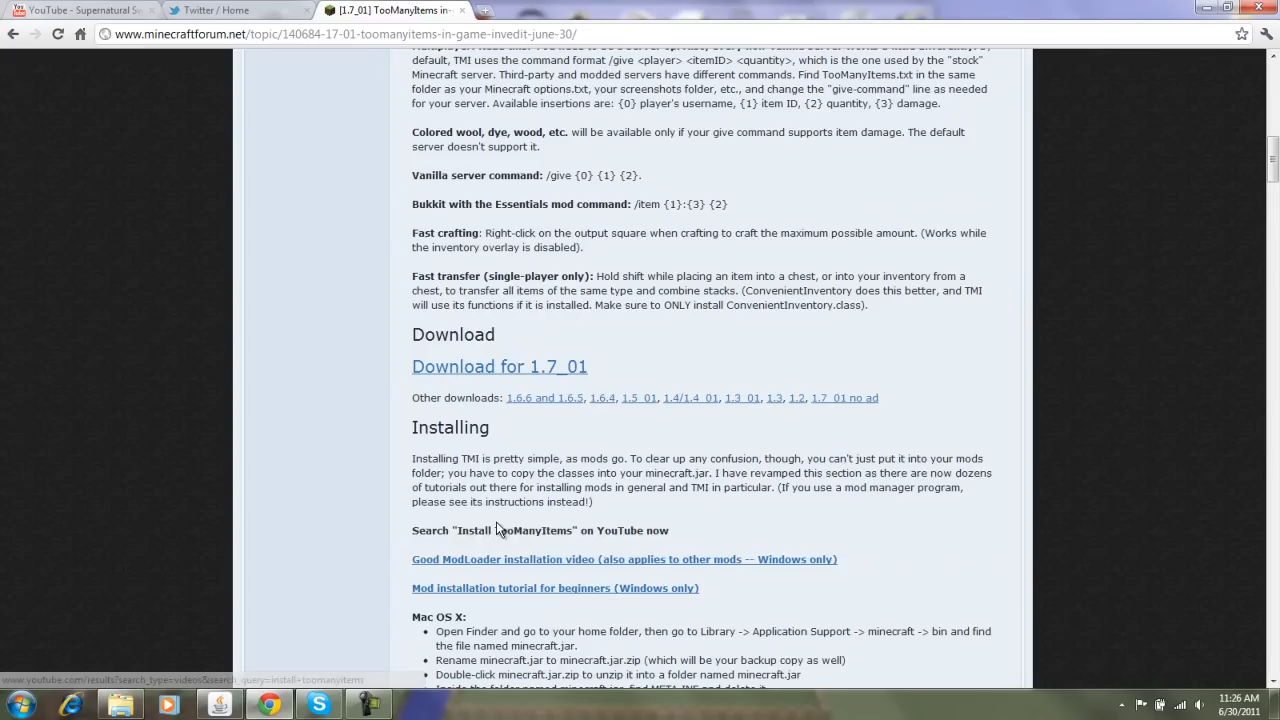 YouTube - Supernatural Sw
Twitter / Home
[1.7_01] TooManyItems in-
www.minecraftforum.net/topic/140684-17-01-toomanyitems-in-game-invedit-june-30/
default, TMI uses the command format /give <player> <itemID> <quantity>, which is the one used by the "stock"
Minecraft server. Third-party and modded servers have different commands. Find TooManyItems.txt in the same
folder as your Minecraft options.txt, your screenshots folder, etc., and change the "give-command" line as needed
for your server. Available insertions are: {0} player's username, {1} item ID, {2} quantity, {3} damage.
Colored wool, dye, wood, etc. will be available only if your give command supports item damage. The default
server doesn't support it.
Vanilla server command: /give {0} {1} {2}.
Bukkit with the Essentials mod command: /item {1}:{3} {2}
Fast crafting: Right-click on the output square when crafting to craft the maximum possible amount. (Works while
the inventory overlay is disabled).
Fast transfer (single-player only): Hold shift while placing an item into a chest, or into your inventory from a
chest, to transfer all items of the same type and combine stacks. (ConvenientInventory does this better, and TMI
will use its functions if it is installed. Make sure to ONLY install ConvenientInventory.class).
Download
Download for 1.7_01
Other downloads: 1.6.6 and 1.6.5, 1.6.4, 1.5_01, 1.4/1.4_01, 1.3_01, 1.3, 1.2, 1.7_01 no ad
Installing
Installing TMI is pretty simple, as mods go. To clear up any confusion, though, you can't just put it into your mods
folder; you have to copy the classes into your minecraft.jar. I have revamped this section as there are now dozens
of tutorials out there for installing mods in general and TMI in particular. (If you use a mod manager program,
please see its instructions instead!)
Search "Install TooManyItems" on YouTube now
Good ModLoader installation video (also applies to other mods -- Windows only)
Mod installation tutorial for beginners (Windows only)
Mac OS X:
• Open Finder and go to your home folder, then go to Library -> Application Support -> minecraft -> bin and find
the file named minecraft.jar.
• Rename minecraft.jar to minecraft.jar.zip (which will be your backup copy as well)
• Double-click minecraft.jar.zip to unzip it into a folder named minecraft.jar
• Inside the folder named minecraft.jar, find META-INF and delete it
www.youtube.com/results?search_type=videos&search_query=install+toomanyitems
11:26 AM
6/30/2011